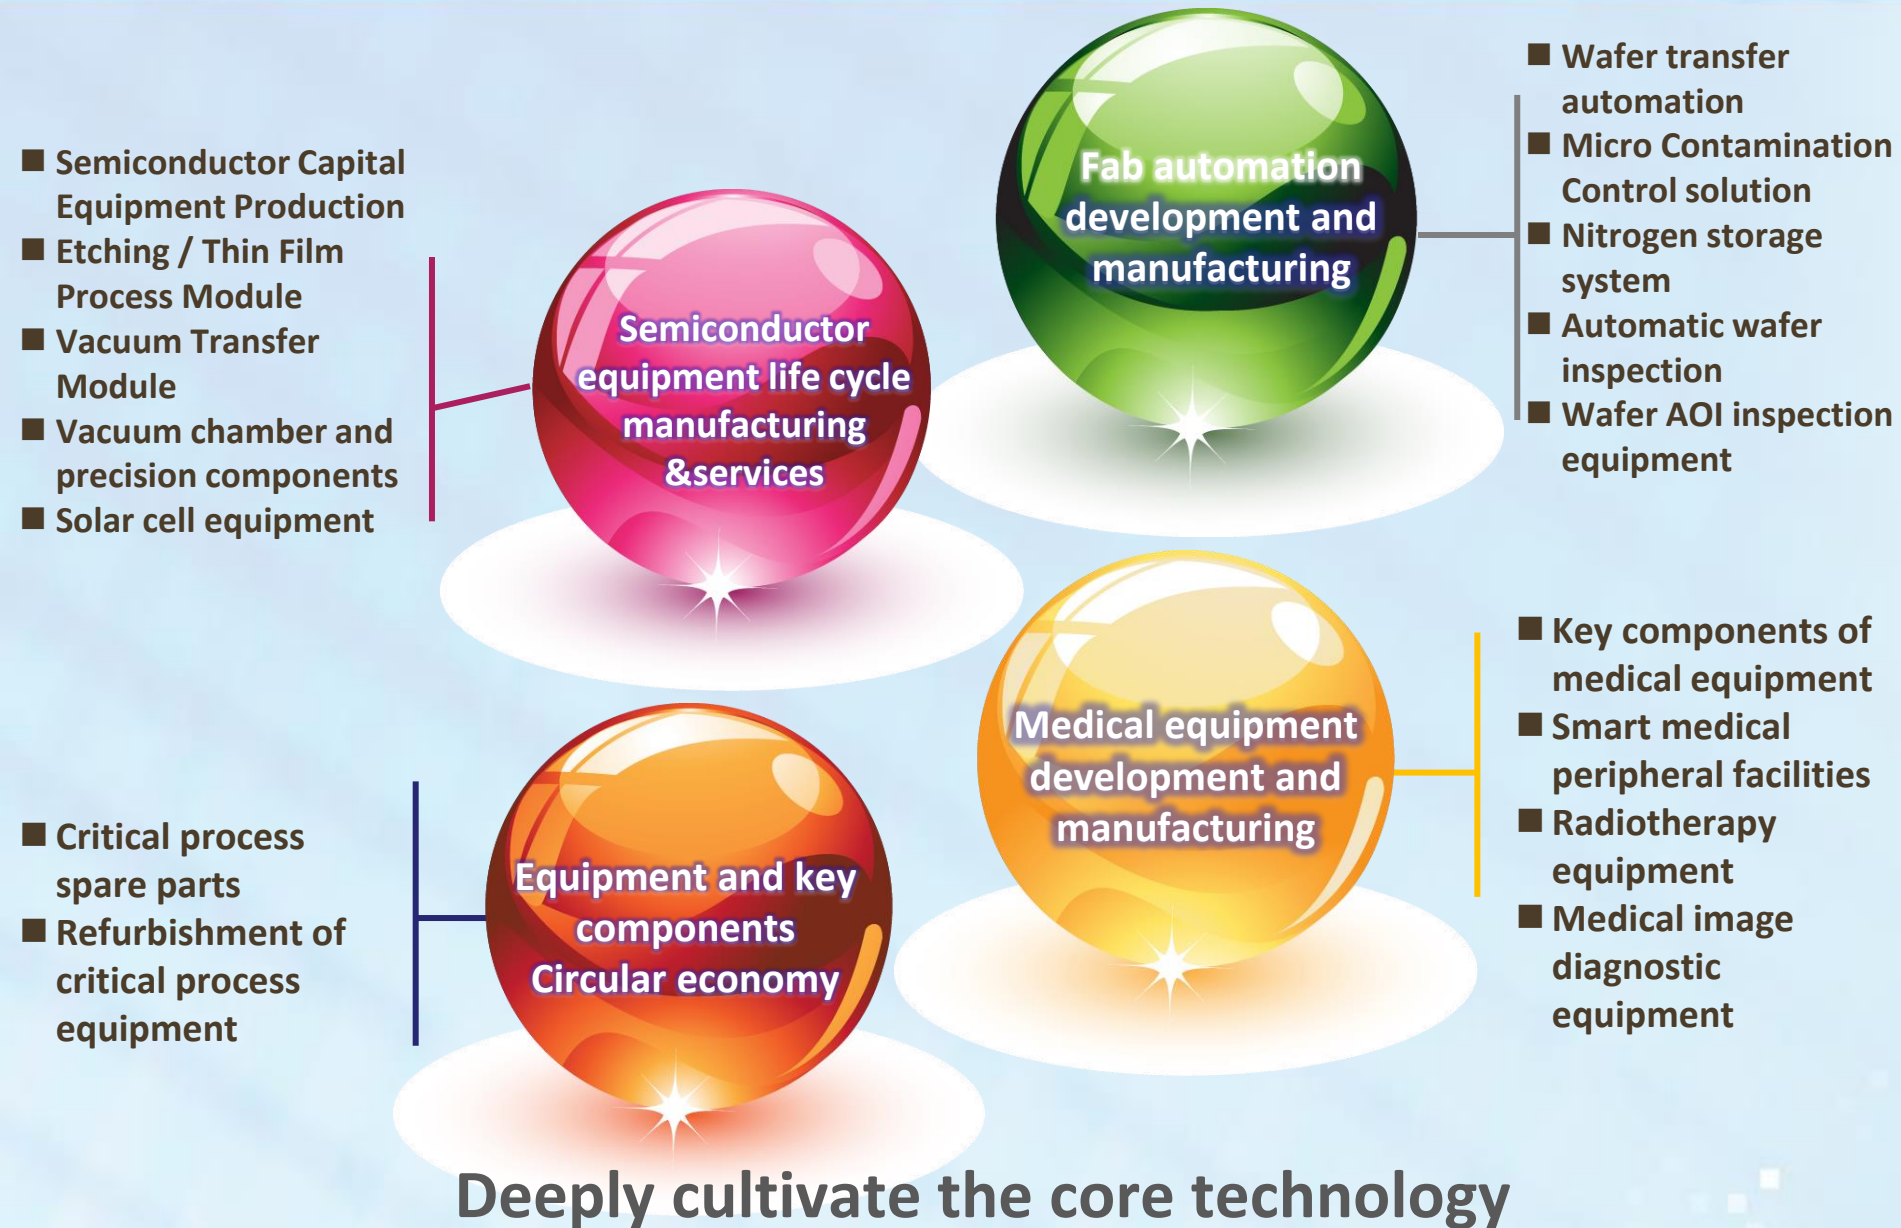 ■ Semiconductor Capital
Equipment Production
■ Etching / Thin Film
Process Module
■ Vacuum Transfer
Module
■ Vacuum chamber and
precision components
■ Solar cell equipment
Semiconductor
equipment life cycle
manufacturing
&services
Fab automation
development and
manufacturing
■ Wafer transfer
automation
■ Micro Contamination
Control solution
■ Nitrogen storage
system
■ Automatic wafer
inspection
■ Wafer AOI inspection
equipment
■ Critical process
spare parts
■ Refurbishment of
critical process
equipment
Equipment and key
components
Circular economy
Medical equipment
development and
manufacturing
■ Key components of
medical equipment
■ Smart medical
peripheral facilities
■ Radiotherapy
equipment
■ Medical image
diagnostic
equipment
Deeply cultivate the core technology